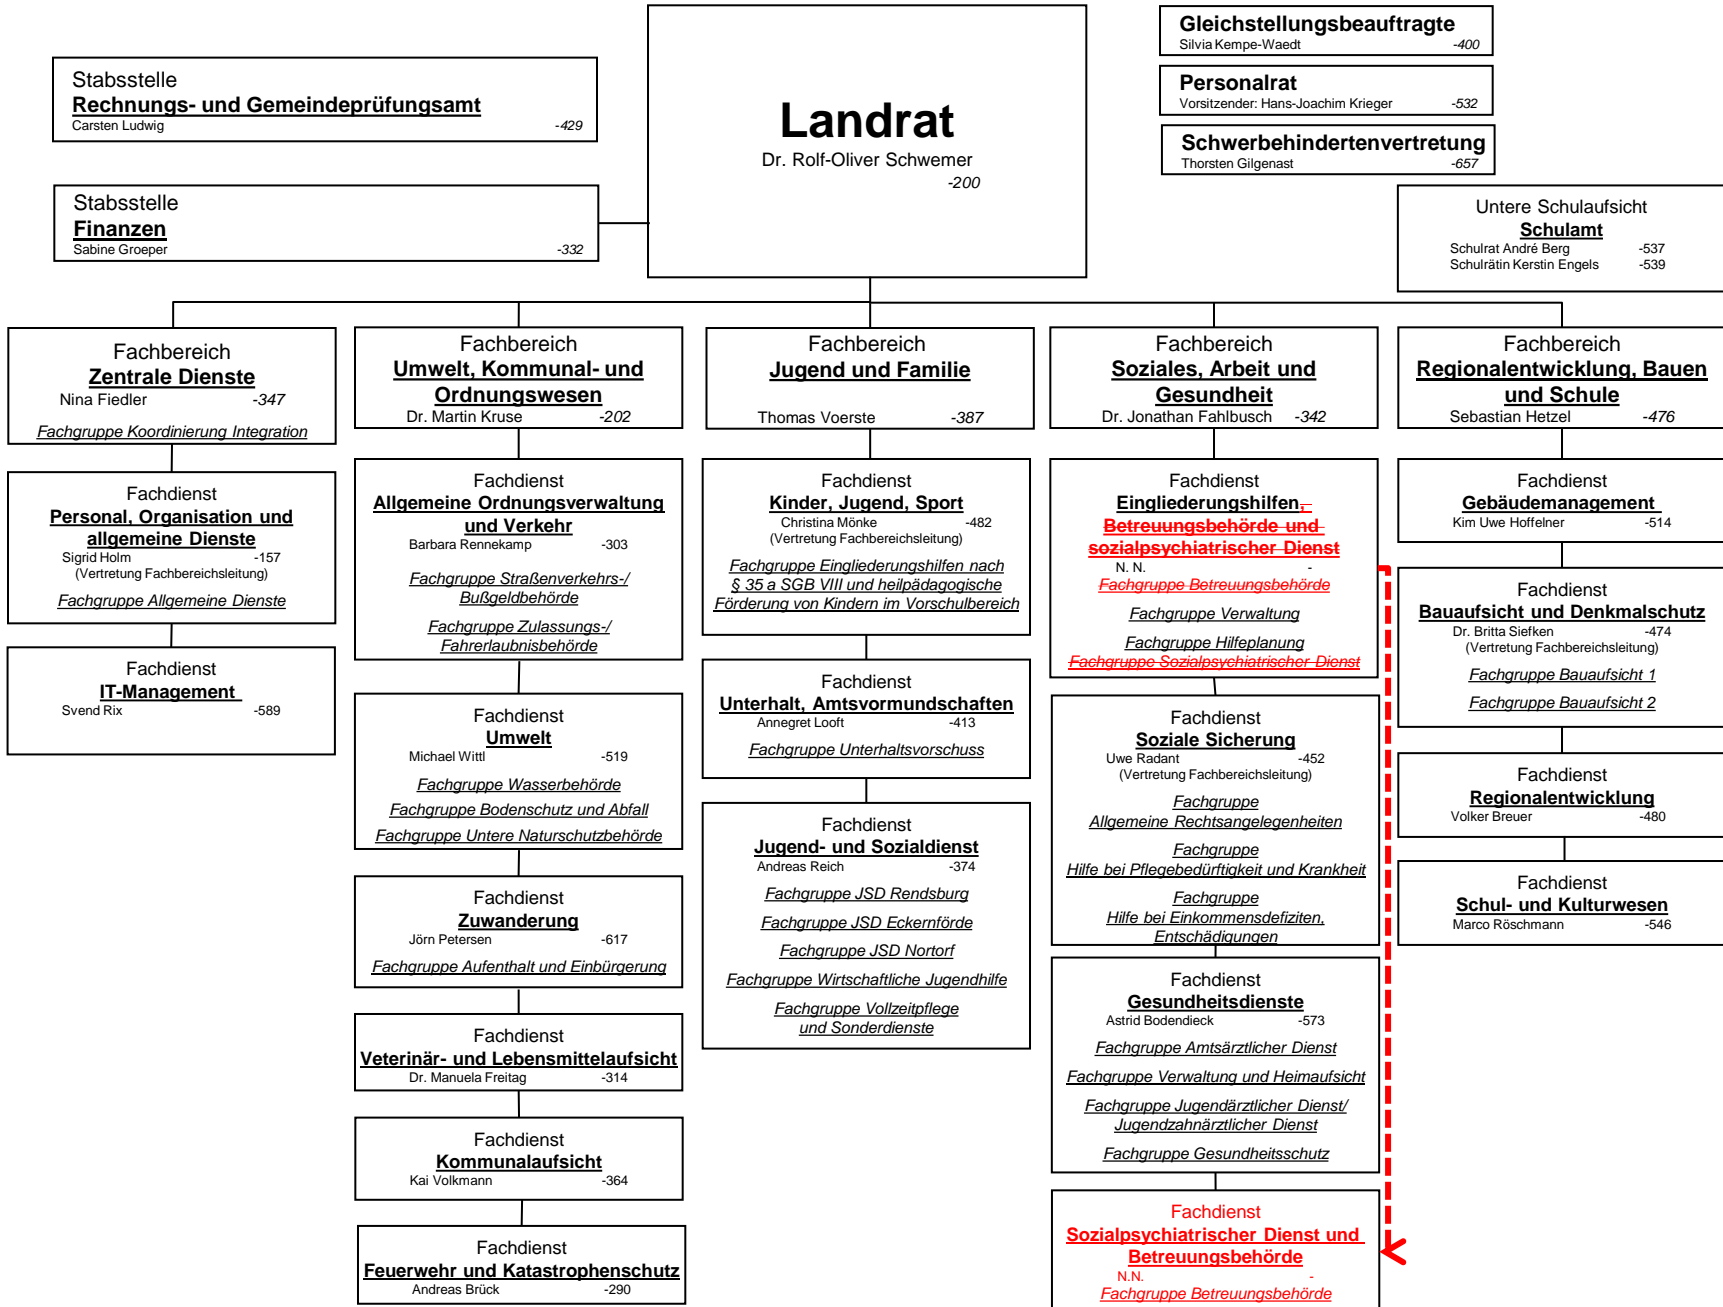 Stabsstelle
Rechnungs- und Gemeindeprüfungsamt
Carsten Ludwig -429
Stabsstelle
Finanzen
Sabine Groeper -332
Landrat
Dr. Rolf-Oliver Schwemer
-200
Gleichstellungsbeauftragte
Silvia Kempe-Waedt -400
Personalrat
Vorsitzender: Hans-Joachim Krieger -532
Schwerbehindertenvertretung
Thorsten Gilgenast -657
Untere Schulaufsicht
Schulamt
Schulrat André Berg -537
Schulrätin Kerstin Engels -539
Fachbereich
Zentrale Dienste
Nina Fiedler -347
Fachgruppe Koordinierung Integration
Fachdienst
Personal, Organisation und
allgemeine Dienste
Sigrid Holm -157
(Vertretung Fachbereichsleitung)
Fachgruppe Allgemeine Dienste
Fachdienst
IT-Management
Svend Rix -589
Fachbereich
Umwelt, Kommunal- und
Ordnungswesen
Dr. Martin Kruse -202
Fachdienst
Allgemeine Ordnungsverwaltung
und Verkehr
Barbara Rennekamp -303
Fachgruppe Straßenverkehrs-/
Bußgeldbehörde
Fachgruppe Zulassungs-/
Fahrerlaubnisbehörde
Fachdienst
Umwelt
Michael Wittl -519
Fachgruppe Wasserbehörde
Fachgruppe Bodenschutz und Abfall
Fachgruppe Untere Naturschutzbehörde
Fachdienst
Zuwanderung
Jörn Petersen -617
Fachgruppe Aufenthalt und Einbürgerung
Fachdienst
Veterinär- und Lebensmittelaufsicht
Dr. Manuela Freitag -314
Fachdienst
Kommunalaufsicht
Kai Volkmann -364
Fachdienst
Feuerwehr und Katastrophenschutz
Andreas Brück -290
Fachbereich
Jugend und Familie
Thomas Voerste -387
Fachdienst
Kinder, Jugend, Sport
Christina Mönke -482
(Vertretung Fachbereichsleitung)
Fachgruppe Eingliederungshilfen nach
§ 35 a SGB VIII und heilpädagogische
Förderung von Kindern im Vorschulbereich
Fachdienst
Unterhalt, Amtsvormundschaften
Annegret Looft -413
Fachgruppe Unterhaltsvorschuss
Fachdienst
Jugend- und Sozialdienst
Andreas Reich -374
Fachgruppe JSD Rendsburg
Fachgruppe JSD Eckernförde
Fachgruppe JSD Nortorf
Fachgruppe Wirtschaftliche Jugendhilfe
Fachgruppe Vollzeitpflege
und Sonderdienste
Fachbereich
Soziales, Arbeit und
Gesundheit
Dr. Jonathan Fahlbusch -342
Fachdienst
Eingliederungshilfen,
Betreuungsbehörde und
sozialpsychiatrischer Dienst
N. N. -
Fachgruppe Betreuungsbehörde
Fachgruppe Verwaltung
Fachgruppe Hilfeplanung
Fachgruppe Sozialpsychiatrischer Dienst
Fachdienst
Soziale Sicherung
Uwe Radant -452
(Vertretung Fachbereichsleitung)
Fachgruppe
Allgemeine Rechtsangelegenheiten
Fachgruppe
Hilfe bei Pflegebedürftigkeit und Krankheit
Fachgruppe
Hilfe bei Einkommensdefiziten,
Entschädigungen
Fachdienst
Gesundheitsdienste
Astrid Bodendieck -573
Fachgruppe Amtsärztlicher Dienst
Fachgruppe Verwaltung und Heimaufsicht
Fachgruppe Jugendärztlicher Dienst/
Jugendzahnärztlicher Dienst
Fachgruppe Gesundheitsschutz
Fachdienst
Sozialpsychiatrischer Dienst und
Betreuungsbehörde
N.N. -
Fachgruppe Betreuungsbehörde
Fachbereich
Regionalentwicklung, Bauen
und Schule
Sebastian Hetzel -476
Fachdienst
Gebäudemanagement
Kim Uwe Hoffelner -514
Fachdienst
Bauaufsicht und Denkmalschutz
Dr. Britta Siefken -474
(Vertretung Fachbereichsleitung)
Fachgruppe Bauaufsicht 1
Fachgruppe Bauaufsicht 2
Fachdienst
Regionalentwicklung
Volker Breuer -480
Fachdienst
Schul- und Kulturwesen
Marco Röschmann -546